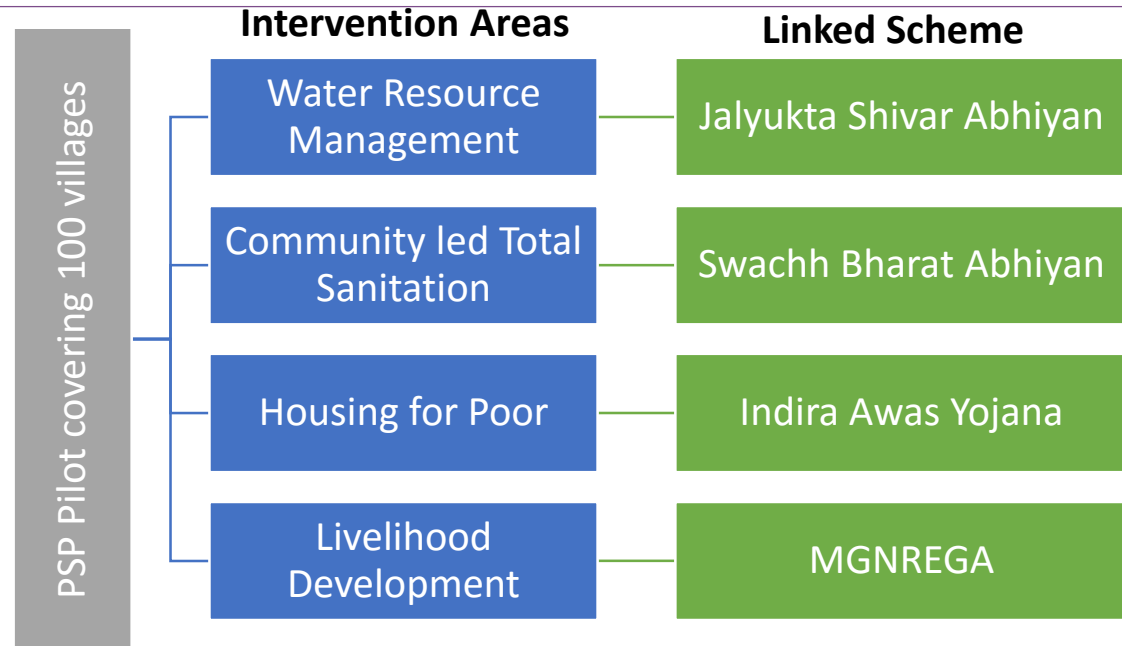 Intervention Areas
Linked Scheme
PSP Pilot covering 100 villages
Water Resource
Management
Jalyukta Shivar Abhiyan
Community led Total
Sanitation
Swachh Bharat Abhiyan
Housing for Poor
Indira Awas Yojana
Livelihood
Development
MGNREGA